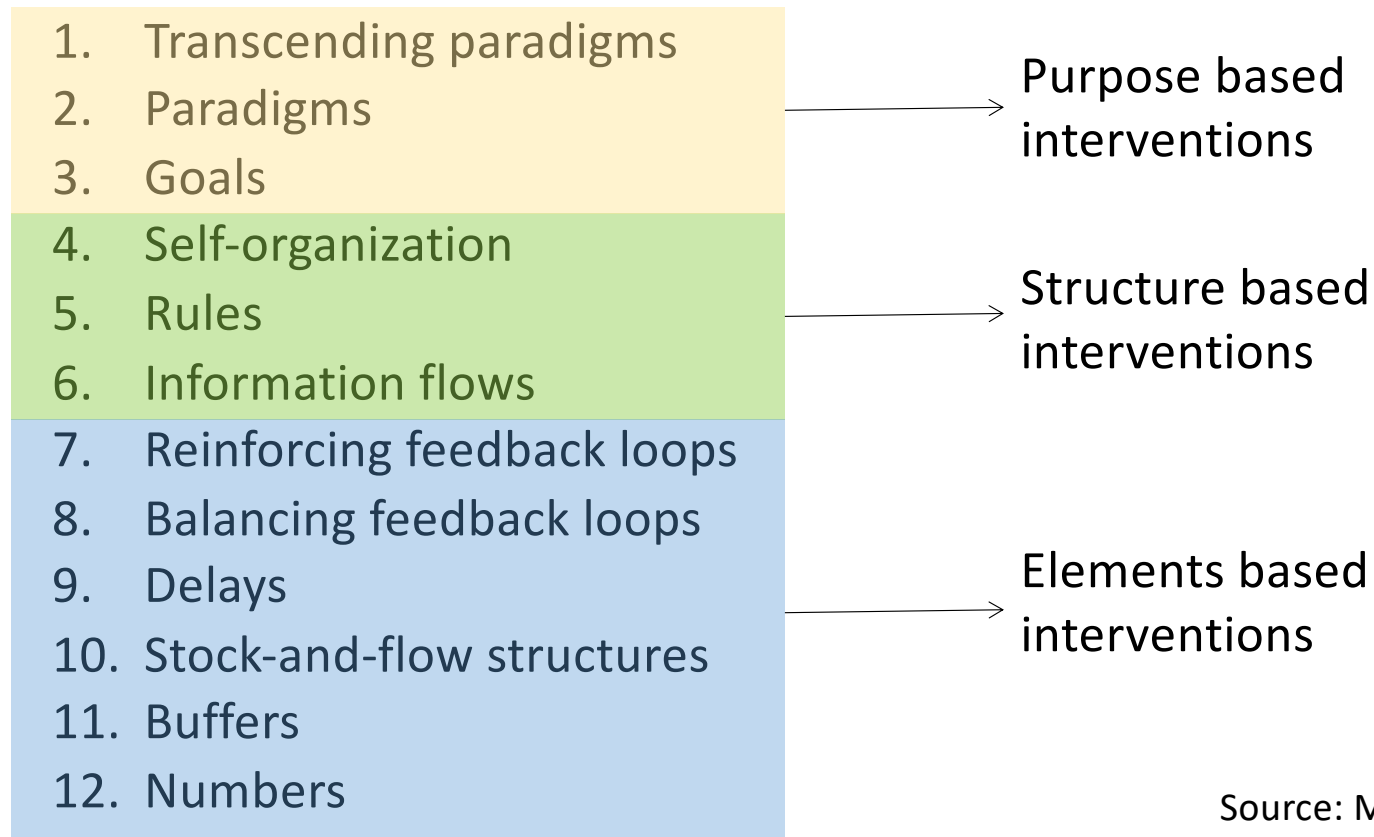 1. Transcending paradigms
2. Paradigms
3. Goals
4. Self-organization
5. Rules
6. Information flows
7. Reinforcing feedback loops
8. Balancing feedback loops
9. Delays
10. Stock-and-flow structures
11. Buffers
12. Numbers
Purpose based
interventions
Structure based
interventions
Elements based
interventions
Source: M